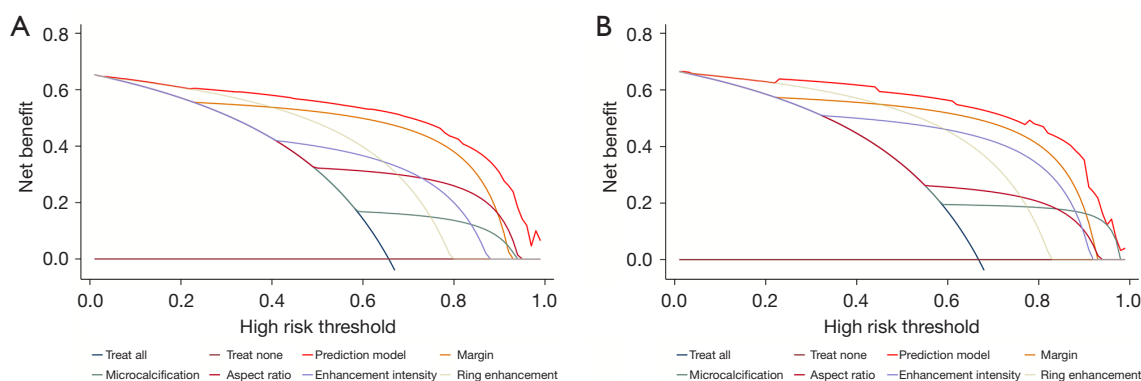 A
Net benefit
0.8
0.6
0.4
0.2
0.0
0.0 0.2 0.4 0.6 0.8 1.0
High risk threshold
Treat all Treat none Prediction model Margin
Microcalcification Aspect ratio Enhancement intensity Ring enhancement
B
Net benefit
0.8
0.6
0.4
0.2
0.0
0.0 0.2 0.4 0.6 0.8 1.0
High risk threshold
Treat all Treat none Prediction model Margin
Microcalcification Aspect ratio Enhancement intensity Ring enhancement